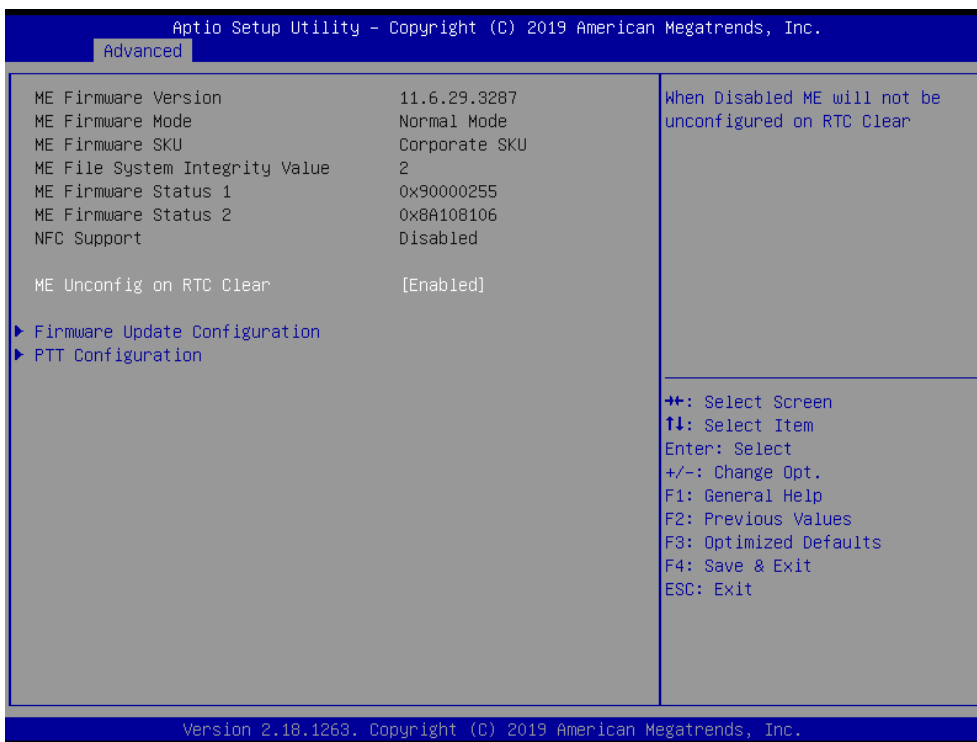 Aptio Setup Utility – Copyright (C) 2019 American Megatrends, Inc.
Advanced
ME Firmware Version 11.6.29.3287
ME Firmware Mode Normal Mode
ME Firmware SKU Corporate SKU
ME File System Integrity Value 2
ME Firmware Status 1 0x90000255
ME Firmware Status 2 0x8A108106
NFC Support Disabled
ME Unconfig on RTC Clear [Enabled]
▶ Firmware Update Configuration
▶ PTT Configuration
When Disabled ME will not be
unconfigured on RTC Clear
→←: Select Screen
↑↓: Select Item
Enter: Select
+/-: Change Opt.
F1: General Help
F2: Previous Values
F3: Optimized Defaults
F4: Save & Exit
ESC: Exit
Version 2.18.1263. Copyright (C) 2019 American Megatrends, Inc.